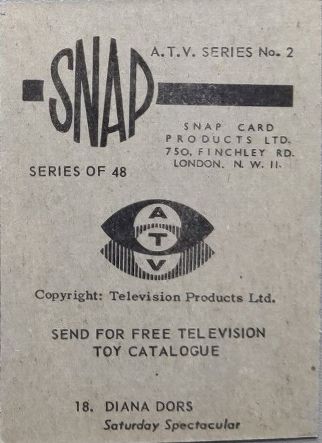 A.T.V. SERIES No. 2
SNAP
SNAP CARD
PRODUCTS LTD.
750, FINCHLEY RD.
LONDON. N. W. 11.
SERIES OF 48
ATV
Copyright: Television Products Ltd.
SEND FOR FREE TELEVISION
TOY CATALOGUE
18. DIANA DORS
Saturday Spectacular